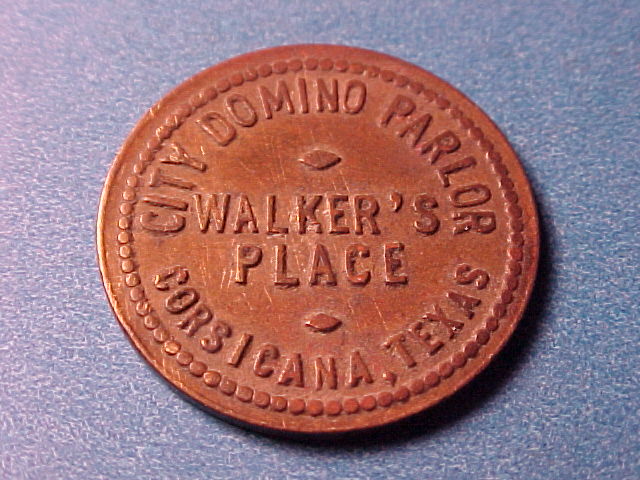 CITY DOMINO PARLOR
WALKER'S
PLACE
CORSICANA, TEXAS